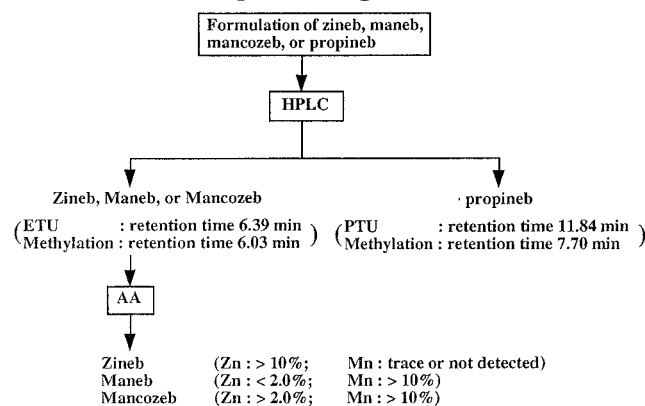 Formulation of zineb, maneb,
mancozeb, or propineb
HPLC
Zineb, Maneb, or Mancozeb
(ETU : retention time 6.39 min
Methylation : retention time 6.03 min)
propineb
(PTU : retention time 11.84 min
Methylation : retention time 7.70 min)
AA
Zineb (Zn : > 10%; Mn : trace or not detected)
Maneb (Zn : < 2.0%; Mn : > 10%)
Mancozeb (Zn : > 2.0%; Mn : > 10%)